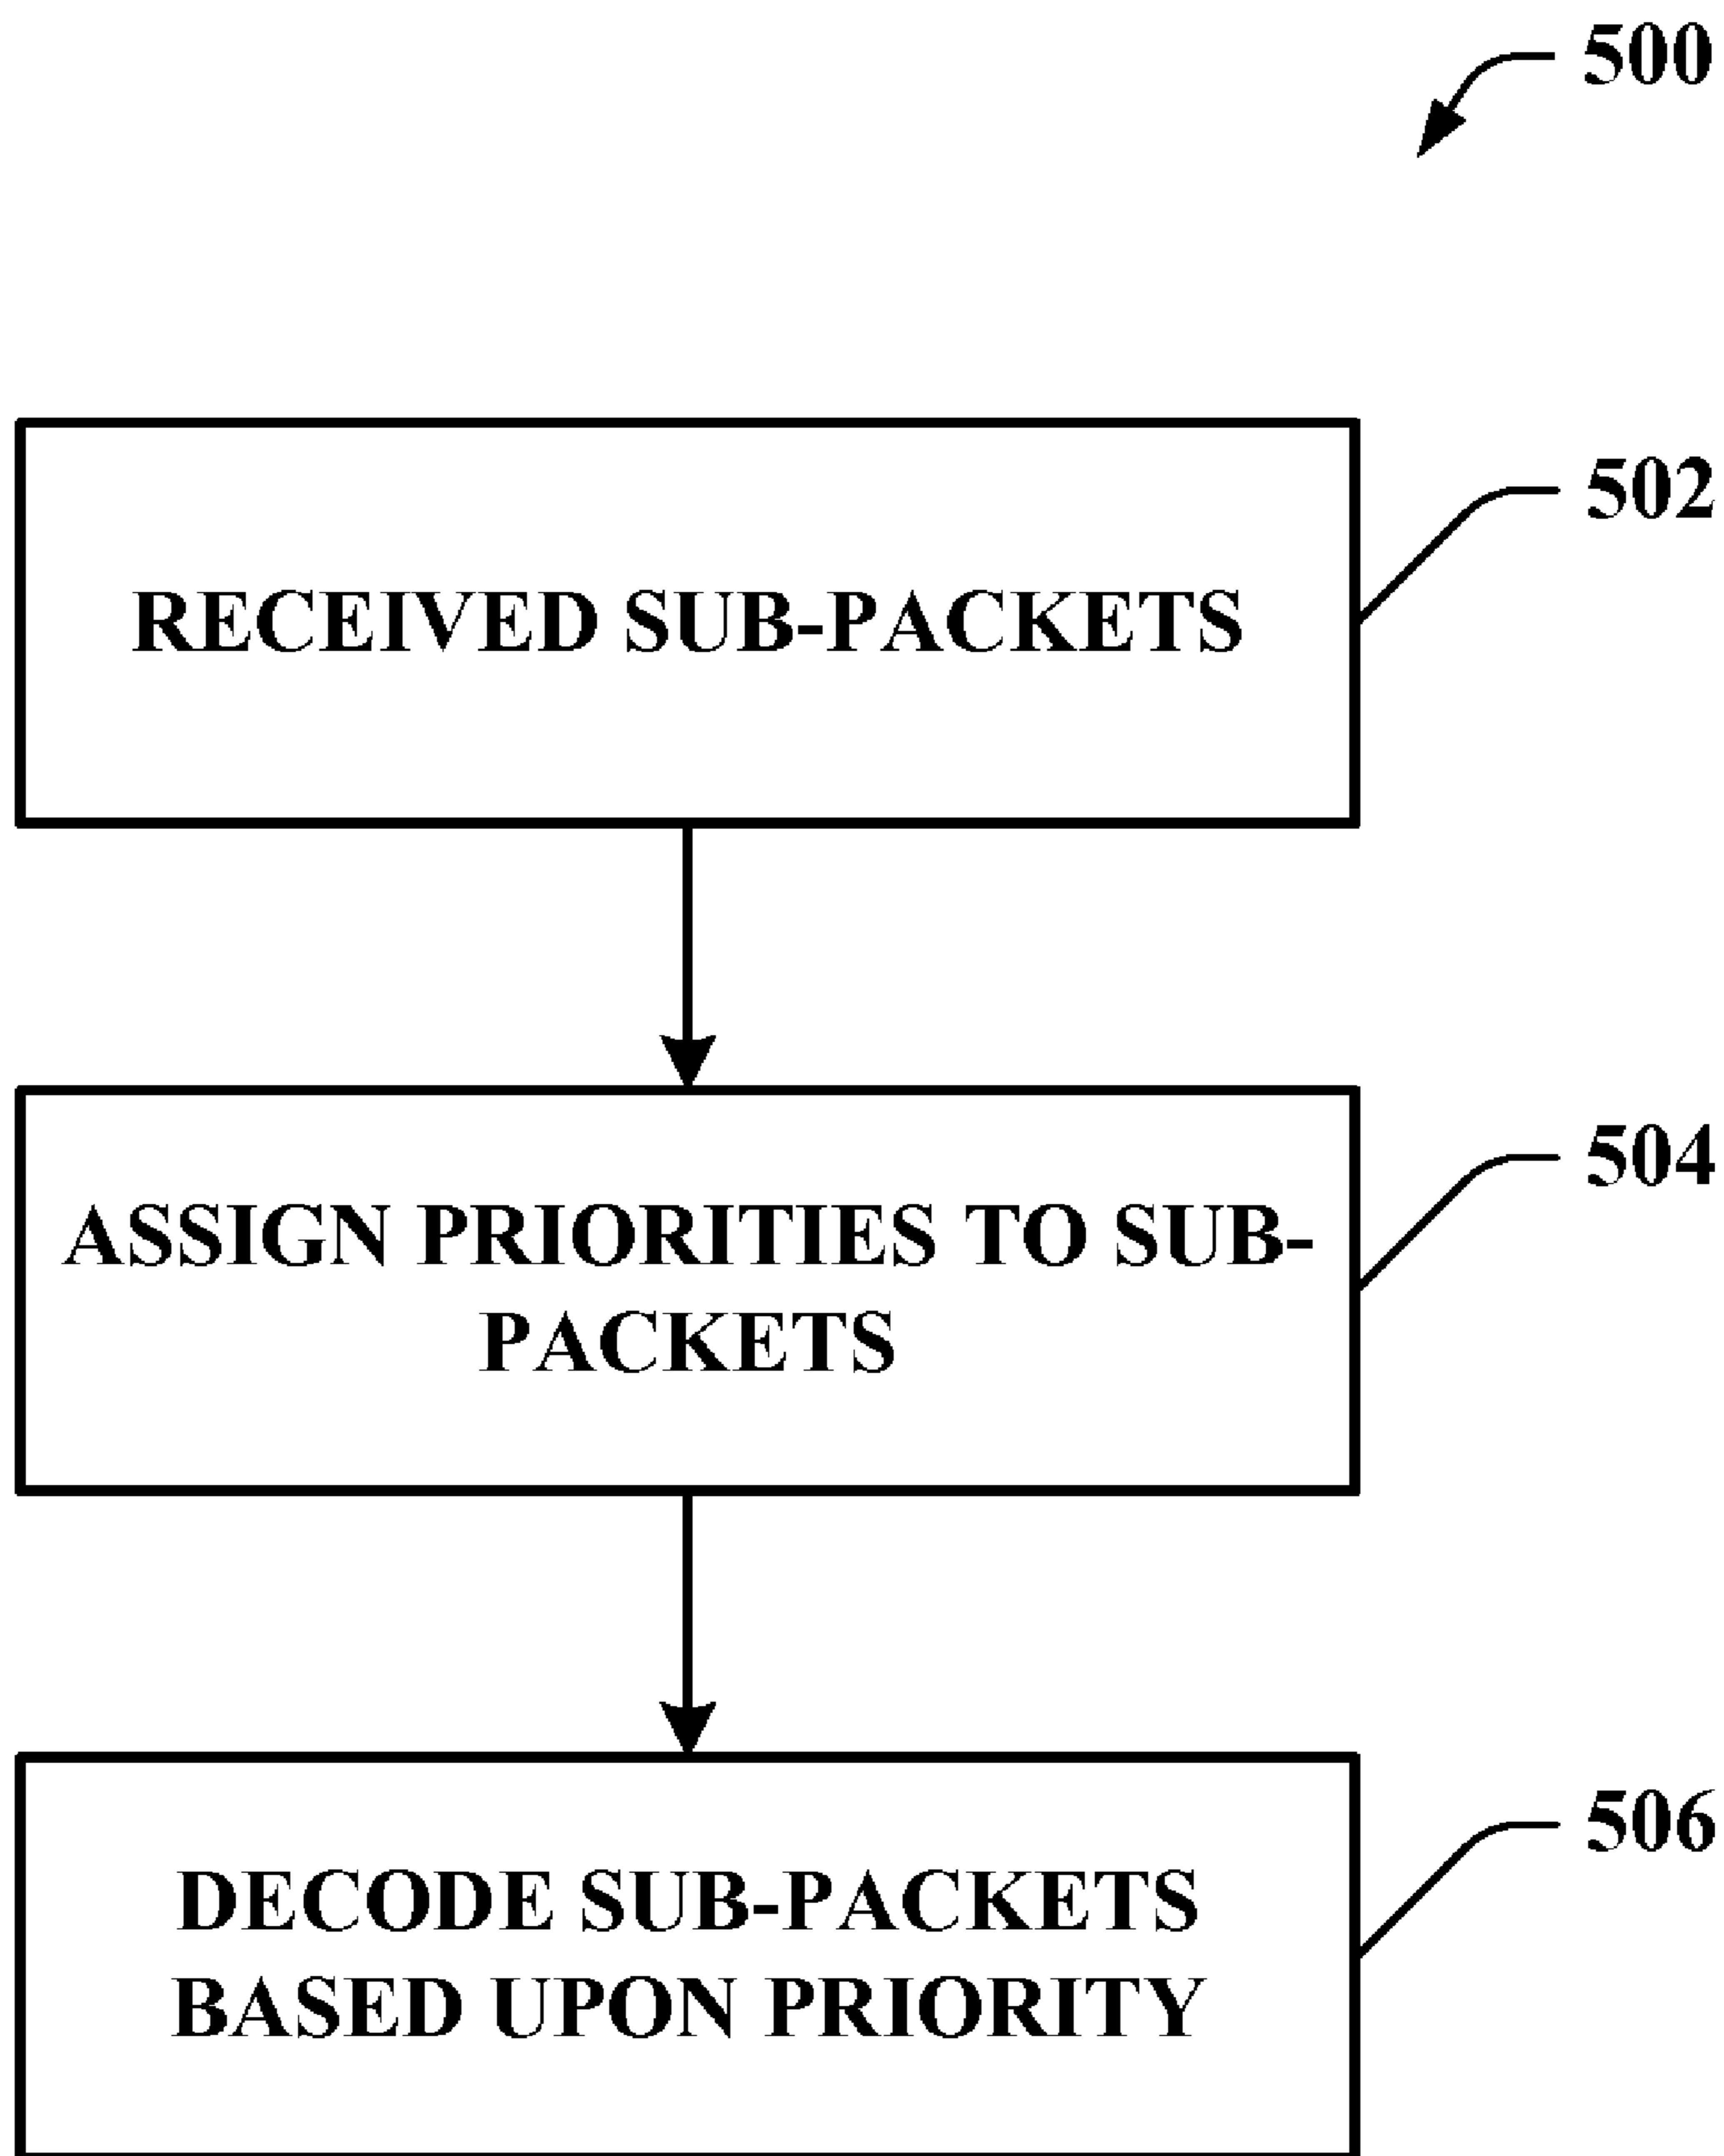 500
502
RECEIVED SUB-PACKETS
504
ASSIGN PRIORITIES TO SUB-
PACKETS
506
DECODE SUB-PACKETS
BASED UPON PRIORITY